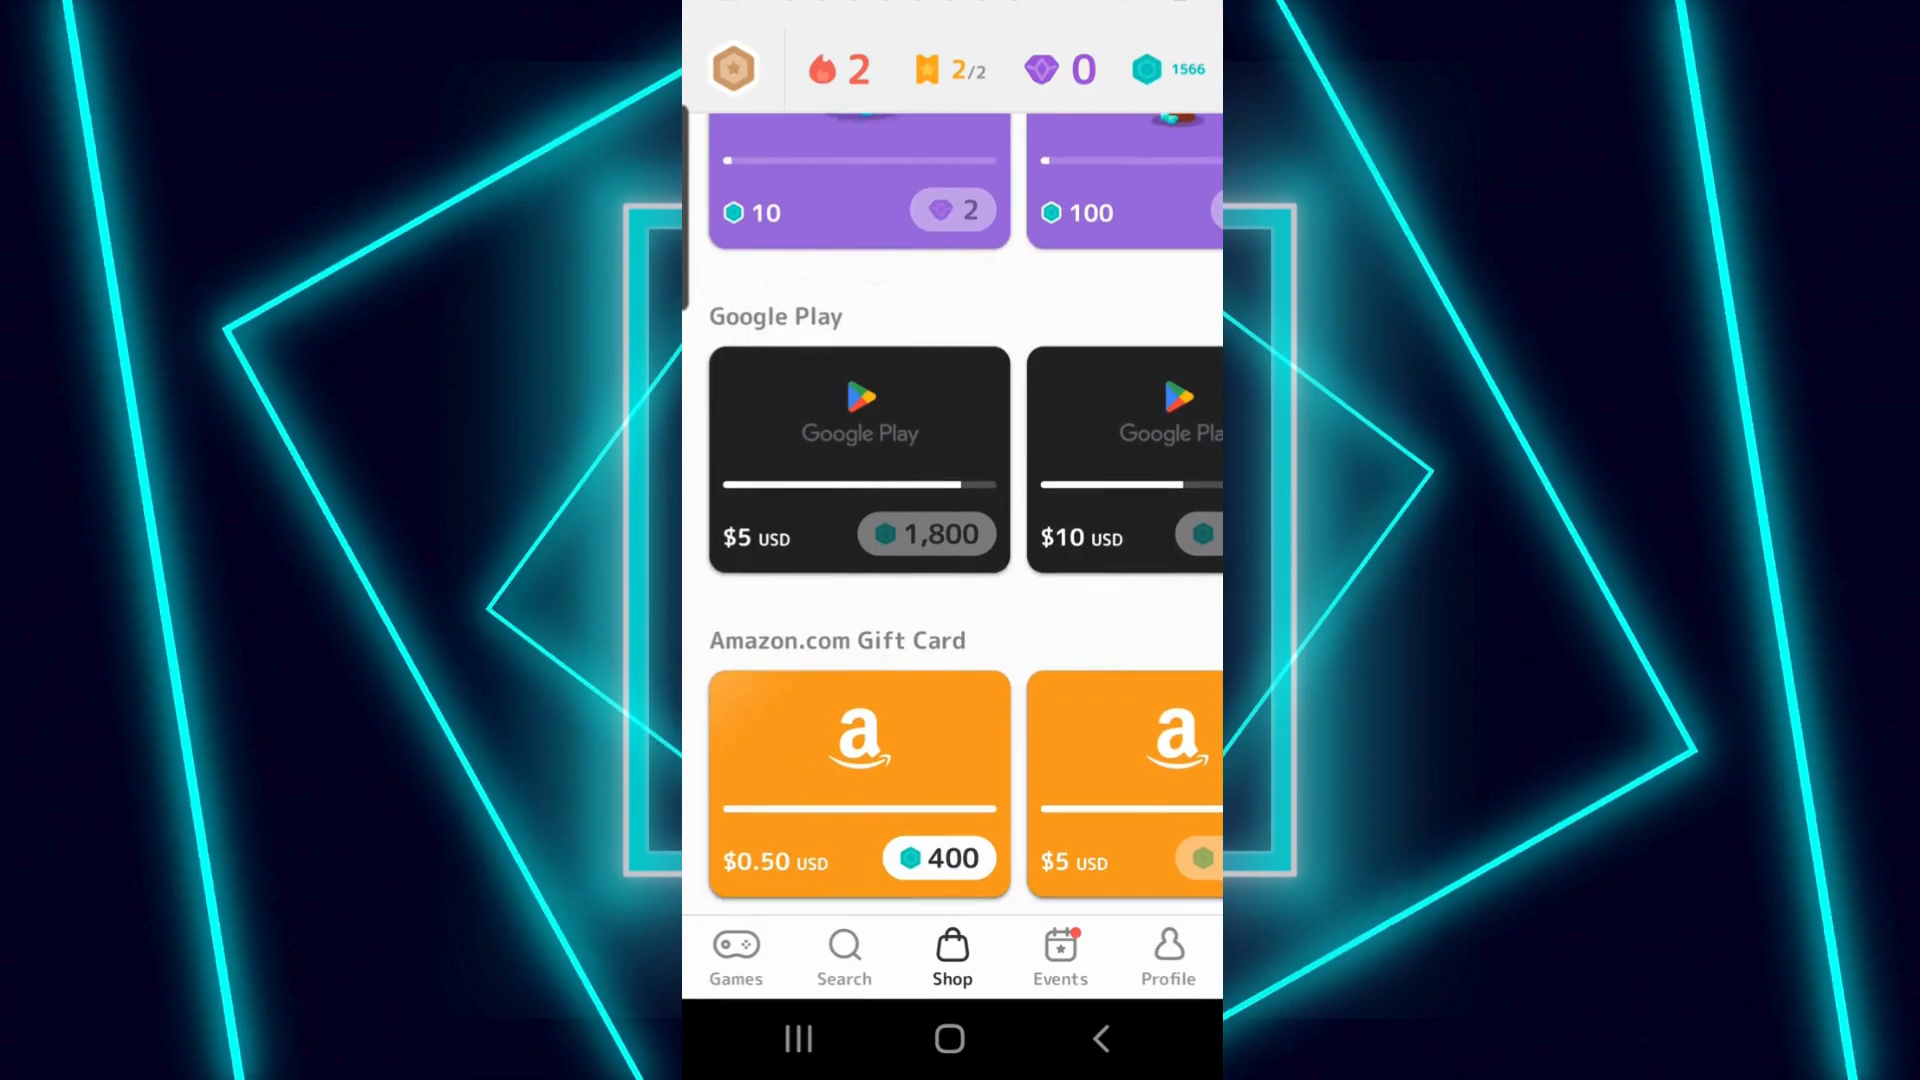 2 2/2 0 1566
10 2 100
Google Play
Google Play Google Pla
$5 USD 1,800 $10 USD
Amazon.com Gift Card
a a
$0.50 USD 400 $5 USD
Games Search Shop Events Profile